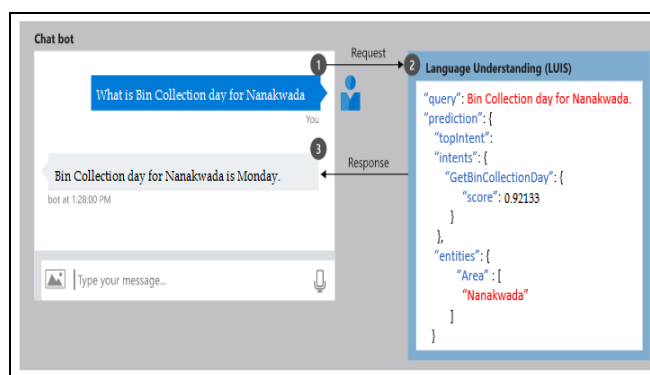 Chat bot
1
Request
2
Language Understanding (LUIS)
What is Bin Collection day for Nanakwada
You
3
Response
Bin Collection day for Nanakwada is Monday.
bot at 1:28:00 PM
Type your message...
“query”: Bin Collection day for Nanakwada.
“prediction”: {
“topIntent”:
“intents”: {
“GetBinCollectionDay”: {
“score”: 0.92133
}
},
“entities”: {
“Area” : [
“Nanakwada”
]
}